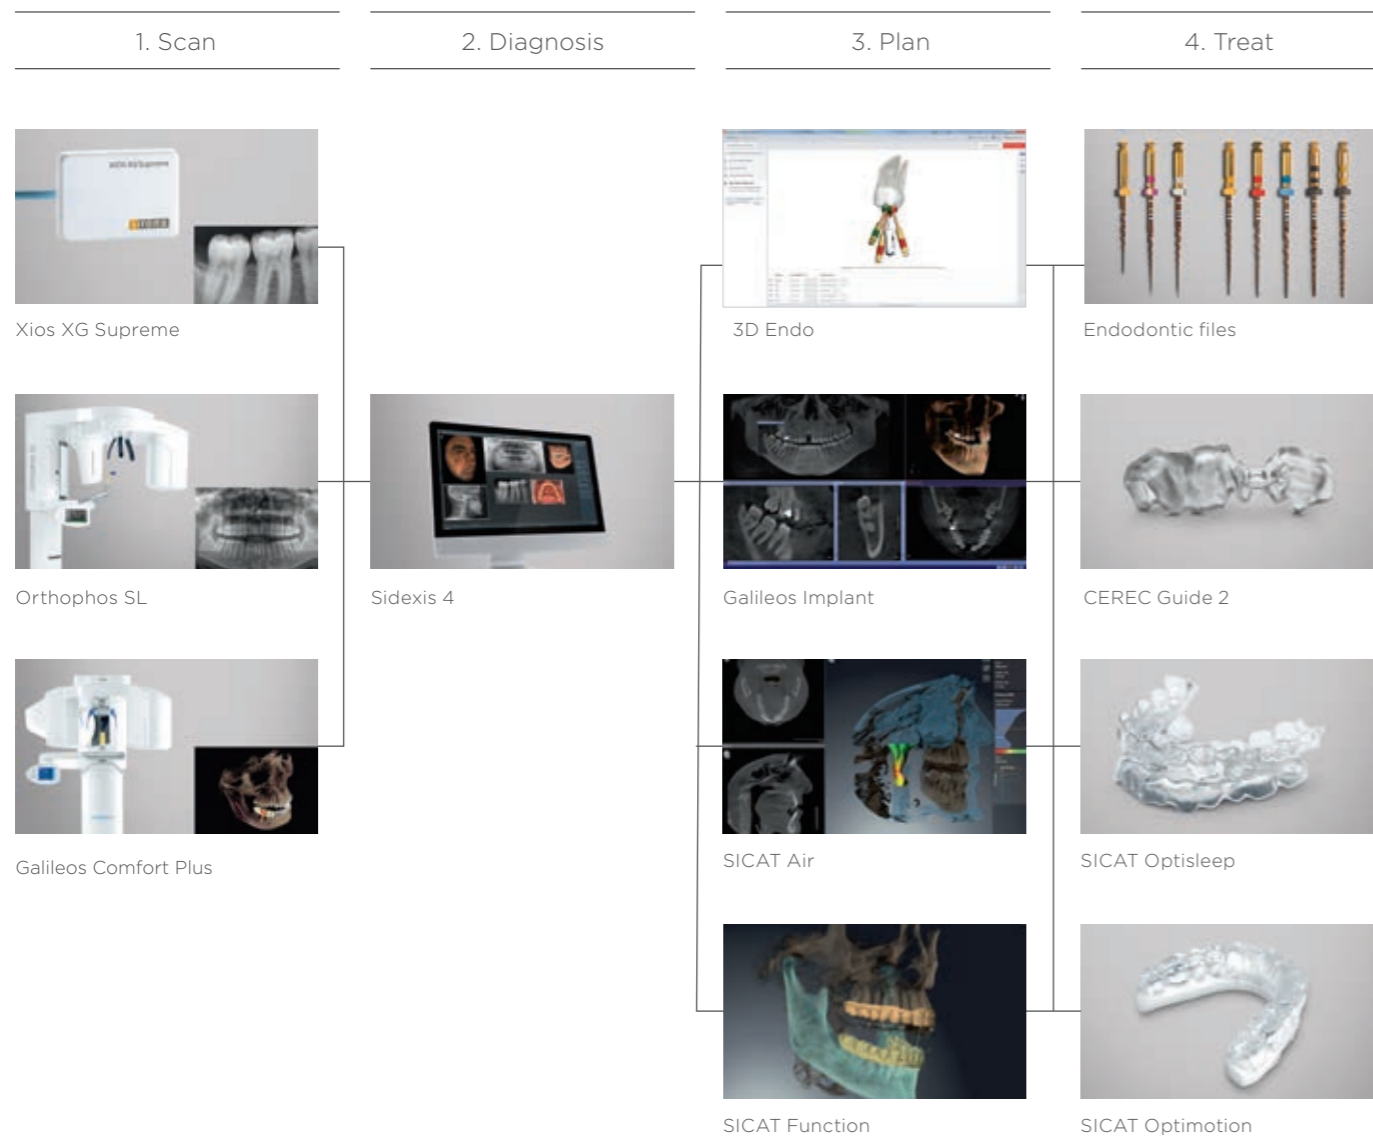 1. Scan
2. Diagnosis
3. Plan
4. Treat
Xios XG Supreme
3D Endo
Endodontic files
Orthophos SL
Sidexis 4
Galileos Implant
CEREC Guide 2
Galileos Comfort Plus
SICAT Air
SICAT Optisleep
SICAT Function
SICAT Optimotion